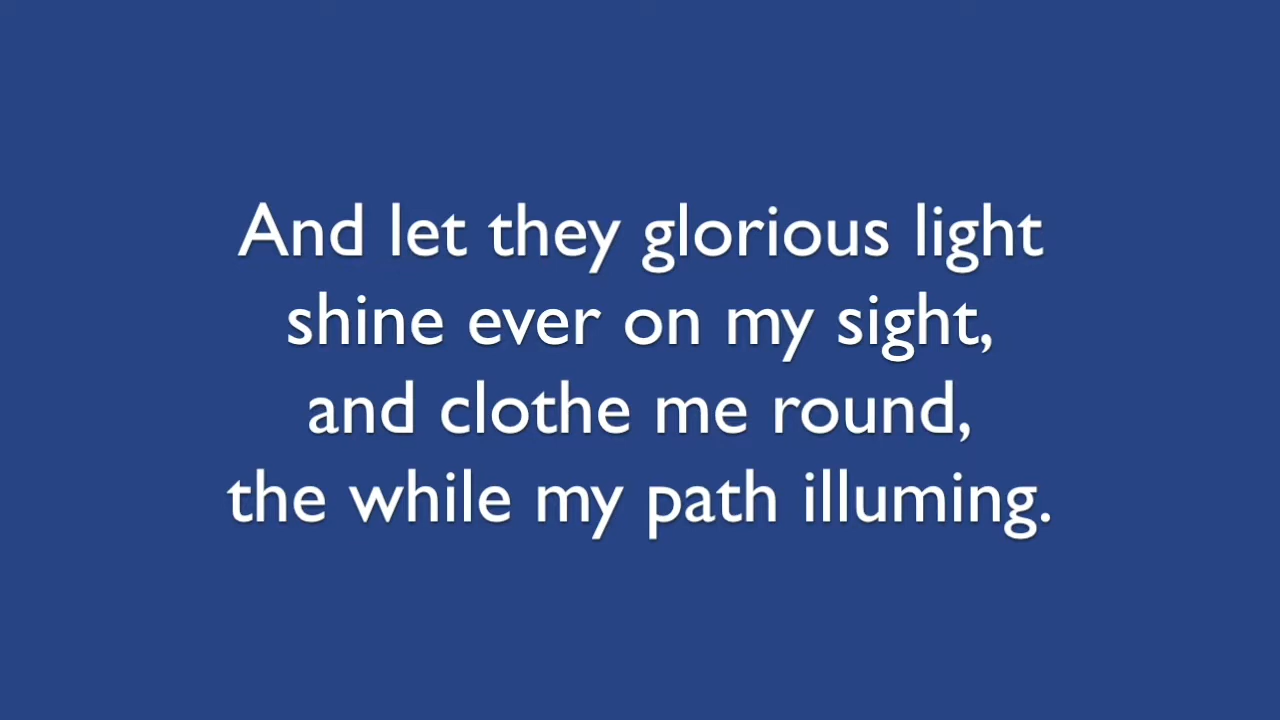 And let they glorious light
shine ever on my sight,
and clothe me round,
the while my path illuming.